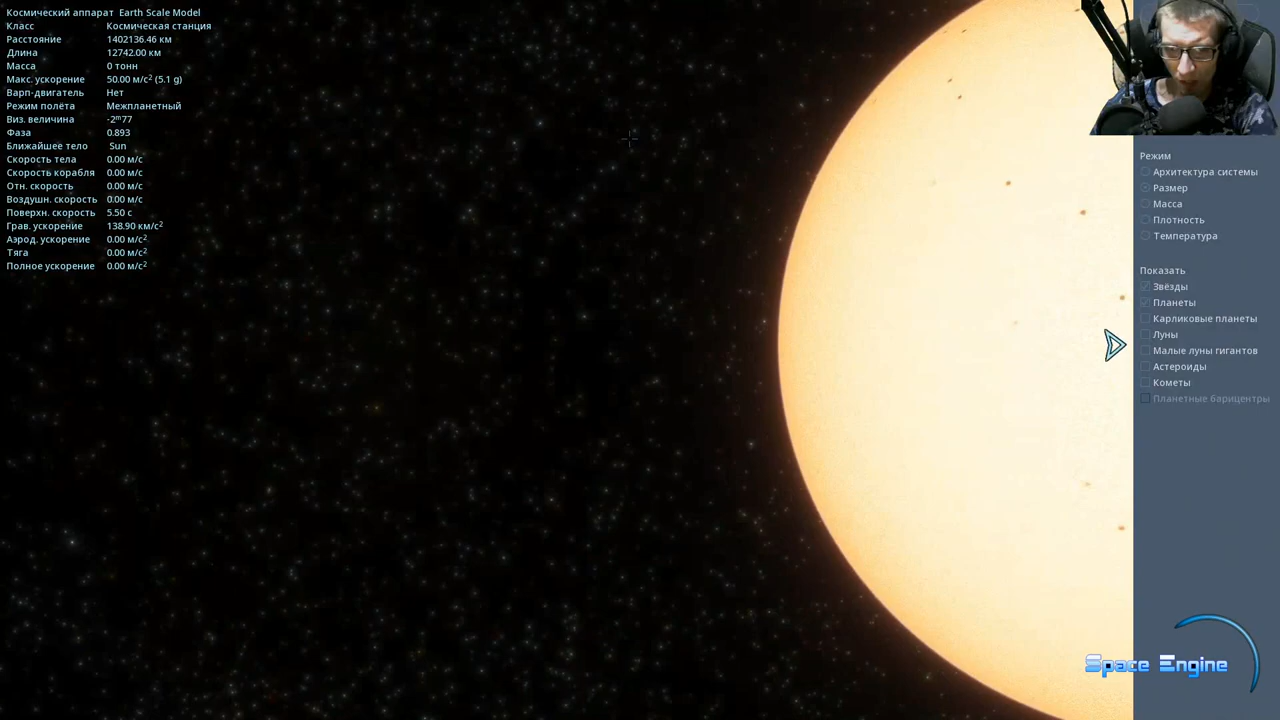 Космический аппарат Earth Scale Model
Класс Космическая станция
Расстояние 1402136.46 км
Длина 12742.00 км
Масса 0 тонн
Макс. ускорение 50.00 м/с² (5.1 g)
Варп-двигатель Нет
Режим полёта Межпланетный
Виз. величина -2ᵐ77
Фаза 0.893
Ближайшее тело Sun
Скорость тела 0.00 м/с
Скорость корабля 0.00 м/с
Отн. скорость 0.00 м/с
Воздушн. скорость 0.00 м/с
Поверхн. скорость 5.50 c
Грав. ускорение 138.90 км/с²
Аэрод. ускорение 0.00 м/с²
Тяга 0.00 м/с²
Полное ускорение 0.00 м/с²
Режим
Архитектура системы
Размер
Масса
Плотность
Температура
Показать
Звёзды
Планеты
Карликовые планеты
Луны
Малые луны гигантов
Астероиды
Кометы
Планетные барицентры
Space Engine